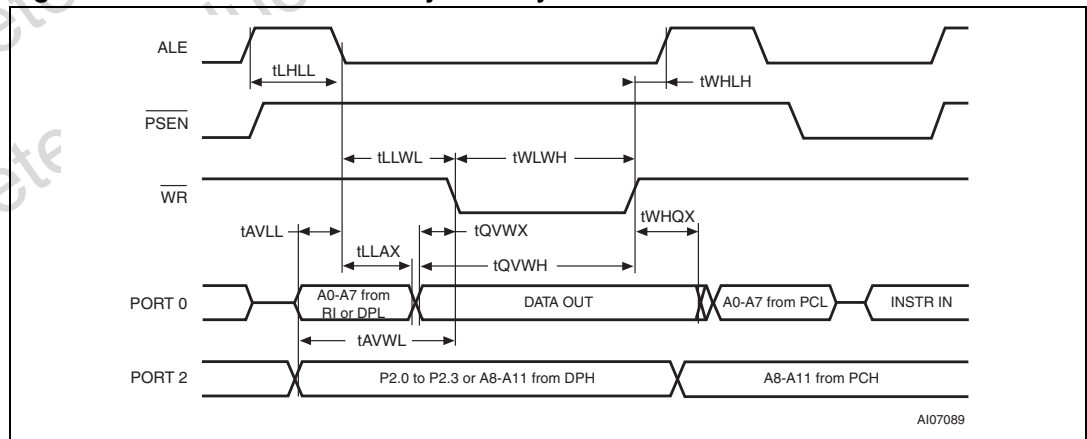 ALE
tLHLL
tWHLH
PSEN
tLLWL
tWLWH
WR
tAVLL
tQVWX
tWHQX
tLLAX
tQVWH
PORT 0
A0-A7 from
RI or DPL
DATA OUT
A0-A7 from PCL
INSTR IN
tAVWL
PORT 2
P2.0 to P2.3 or A8-A11 from DPH
A8-A11 from PCH
AI07089